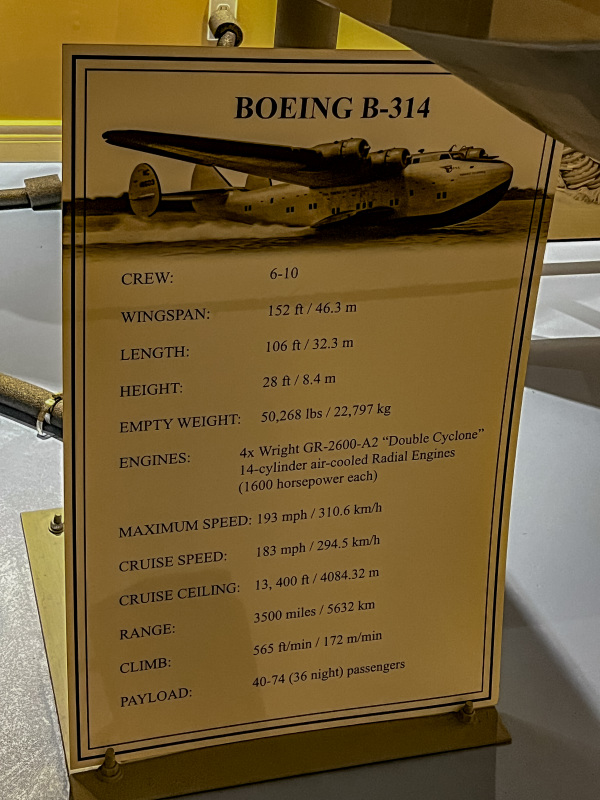 BOEING B-314
CREW: 6-10
WINGSPAN: 152 ft / 46.3 m
LENGTH: 106 ft / 32.3 m
HEIGHT: 28 ft / 8.4 m
EMPTY WEIGHT: 50,268 lbs / 22,797 kg
ENGINES: 4x Wright GR-2600-A2 “Double Cyclone”
14-cylinder air-cooled Radial Engines
(1600 horsepower each)
MAXIMUM SPEED: 193 mph / 310.6 km/h
CRUISE SPEED: 183 mph / 294.5 km/h
CRUISE CEILING: 13, 400 ft / 4084.32 m
RANGE: 3500 miles / 5632 km
CLIMB: 565 ft/min / 172 m/min
PAYLOAD: 40-74 (36 night) passengers